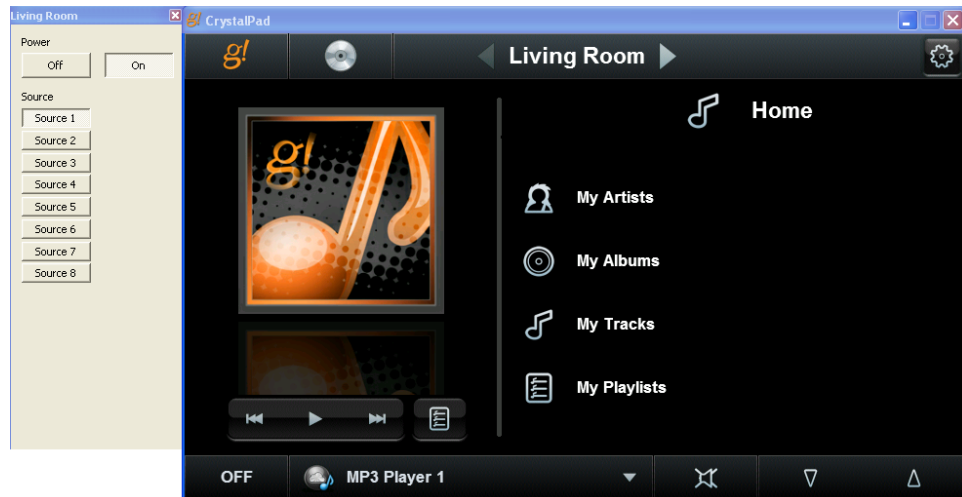 Living Room
Power
Off
On
Source
Source 1
Source 2
Source 3
Source 4
Source 5
Source 6
Source 7
Source 8
g! CrystalPad
g!
Living Room
g!
Home
My Artists
My Albums
My Tracks
My Playlists
OFF
MP3 Player 1